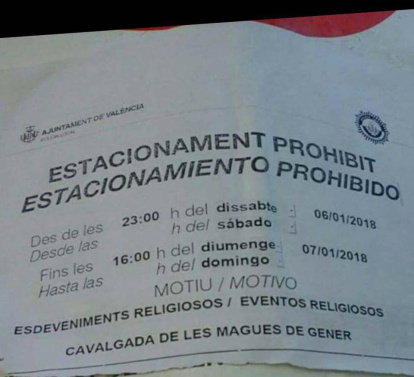 AJUNTAMENT DE VALÈNCIA
POLICIA LOCAL
ESTACIONAMENT PROHIBIT
ESTACIONAMIENTO PROHIBIDO
Des de les 23:00 h del dissabte 06/01/2018
Desde las h del sábado
Fins les 16:00 h del diumenge 07/01/2018
Hasta las h del domingo
MOTIU / MOTIVO
ESDEVENIMENTS RELIGIOSOS / EVENTOS RELIGIOSOS
CAVALGADA DE LES MAGUES DE GENER